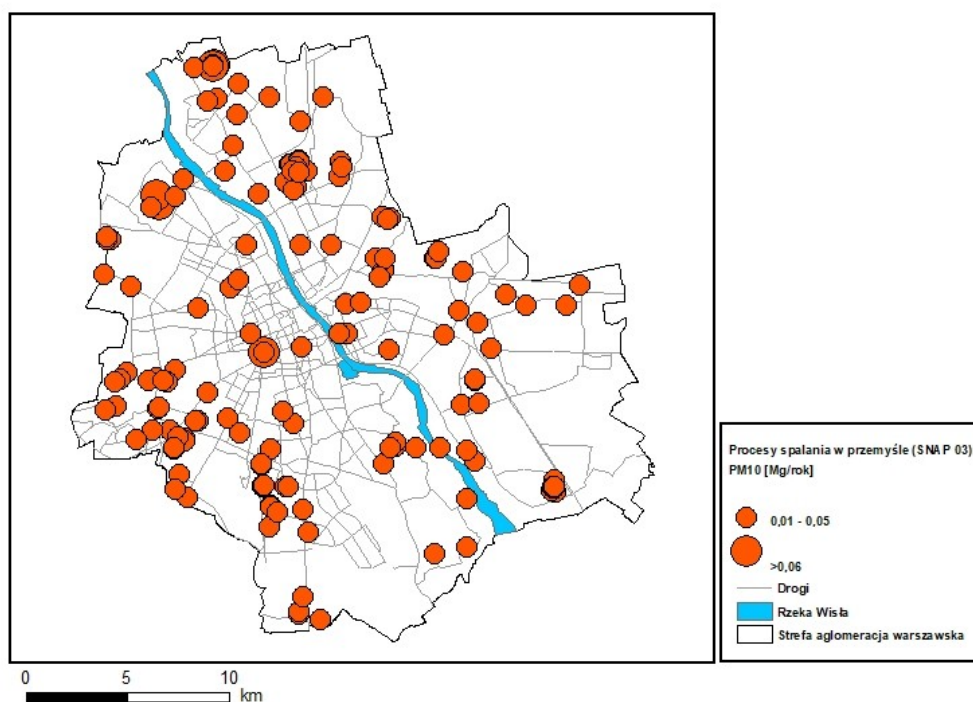 Procesy spalania w przemyśle (SNAP 03)
PM10 [Mg/rok]
0,01 - 0,05
>0,06
Drogi
Rzeka Wisła
Strefa aglomeracja warszawska
0 5 10
km